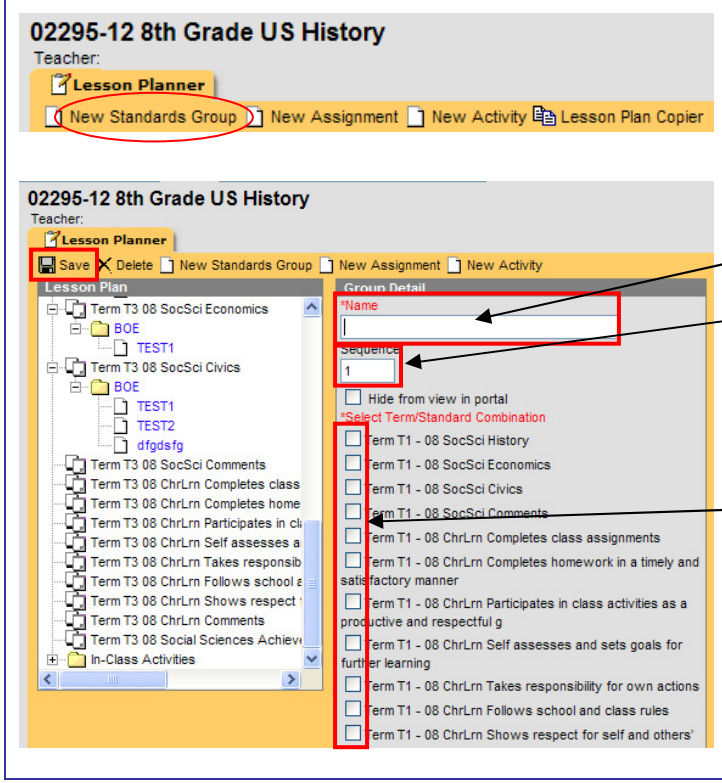 02295-12 8th Grade US History
Teacher:
Lesson Planner
New Standards Group New Assignment New Activity Lesson Plan Copier
02295-12 8th Grade US History
Teacher:
Lesson Planner
Save Delete New Standards Group New Assignment New Activity
Lesson Plan
Term T3 08 SocSci Economics
BOE
TEST1
Term T3 08 SocSci Civics
BOE
TEST1
TEST2
dfgdsfg
Term T3 08 SocSci Comments
Term T3 08 ChrLrn Completes class
Term T3 08 ChrLrn Completes home
Term T3 08 ChrLrn Participates in cla
Term T3 08 ChrLrn Self assesses a
Term T3 08 ChrLrn Takes responsib
Term T3 08 ChrLrn Follows school a
Term T3 08 ChrLrn Shows respect
Term T3 08 ChrLrn Comments
Term T3 08 Social Sciences Achieve
In-Class Activities
Group Detail
*Name
Sequence
1
Hide from view in portal
*Select Term/Standard Combination
Term T1 - 08 SocSci History
Term T1 - 08 SocSci Economics
Term T1 - 08 SocSci Civics
Term T1 - 08 SocSci Comments
Term T1 - 08 ChrLrn Completes class assignments
Term T1 - 08 ChrLrn Completes homework in a timely and
satisfactory manner
Term T1 - 08 ChrLrn Participates in class activities as a
productive and respectful g
Term T1 - 08 ChrLrn Self assesses and sets goals for
further learning
Term T1 - 08 ChrLrn Takes responsibility for own actions
Term T1 - 08 ChrLrn Follows school and class rules
Term T1 - 08 ChrLrn Shows respect for self and others'